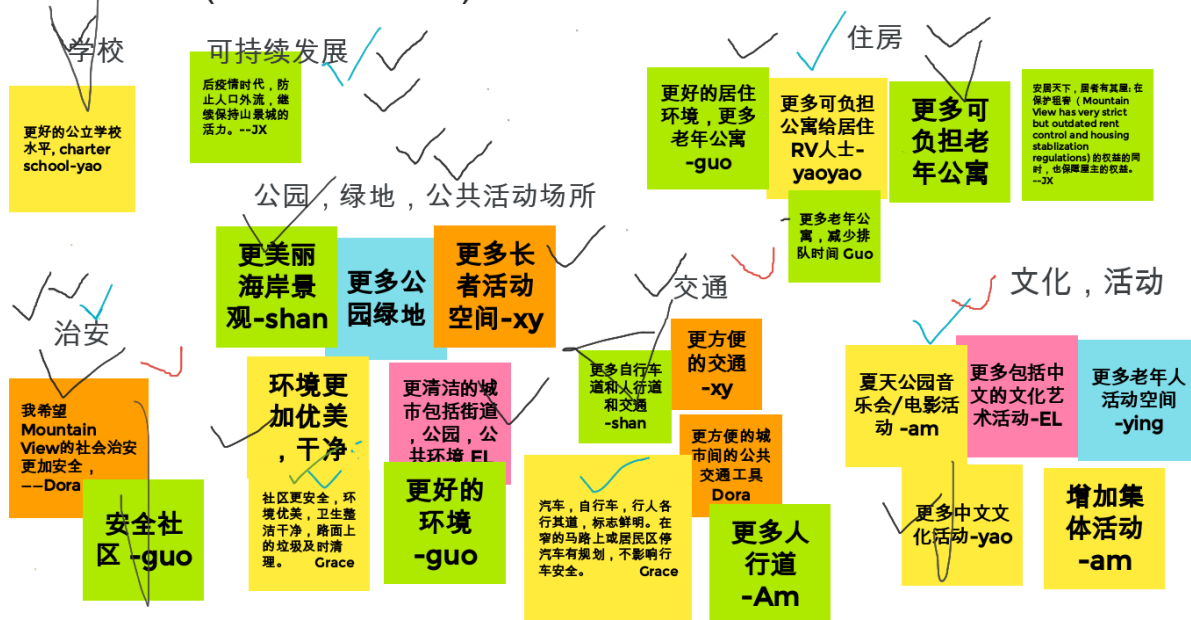 学校
更好的公立学校
水平, charter
school-yao
可持续发展
后疫情时代，防
止人口外流，继
续保持山景城的
活力。--JX
住房
更好的居住
环境，更多
老年公寓
-guo
更多可负担
公寓给居住
RV人士-
yaoyao
更多可
负担老
年公寓
安居天下，居者有其屋: 在
保护租客 （Mountain
View has very strict
but outdated rent
control and housing
stablization
regulations) 的权益的同
时，也保障屋主的权益。
--JX
更多老年公
寓，减少排
队时间 Guo
公园，绿地，公共活动场所
更美丽
海岸景
观-shan
更多公
园绿地
更多长
者活动
空间-xy
环境更
加优美
，干净
更清洁的城
市包括街道
，公园，公
共环境 EL
社区更安全，环
境优美，卫生整
洁干净，路面上
的垃圾及时清
理。 Grace
更好的
环境
-guo
治安
我希望
Mountain
View的社会治安
更加安全，
——Dora
安全社
区 -guo
交通
更多自行车
道和人行道
和交通
-shan
更方便
的交通
-xy
更方便的城
市间的公共
交通工具
Dora
汽车，自行车，行人各
行其道，标志鲜明。在
窄的马路上或居民区停
汽车有规划，不影响行
车安全。 Grace
更多人
行道
-Am
文化，活动
夏天公园音
乐会/电影活
动 -am
更多包括中
文的文化艺
术活动-EL
更多老年人
活动空间
-ying
更多中文文
化活动-yao
增加集
体活动
-am